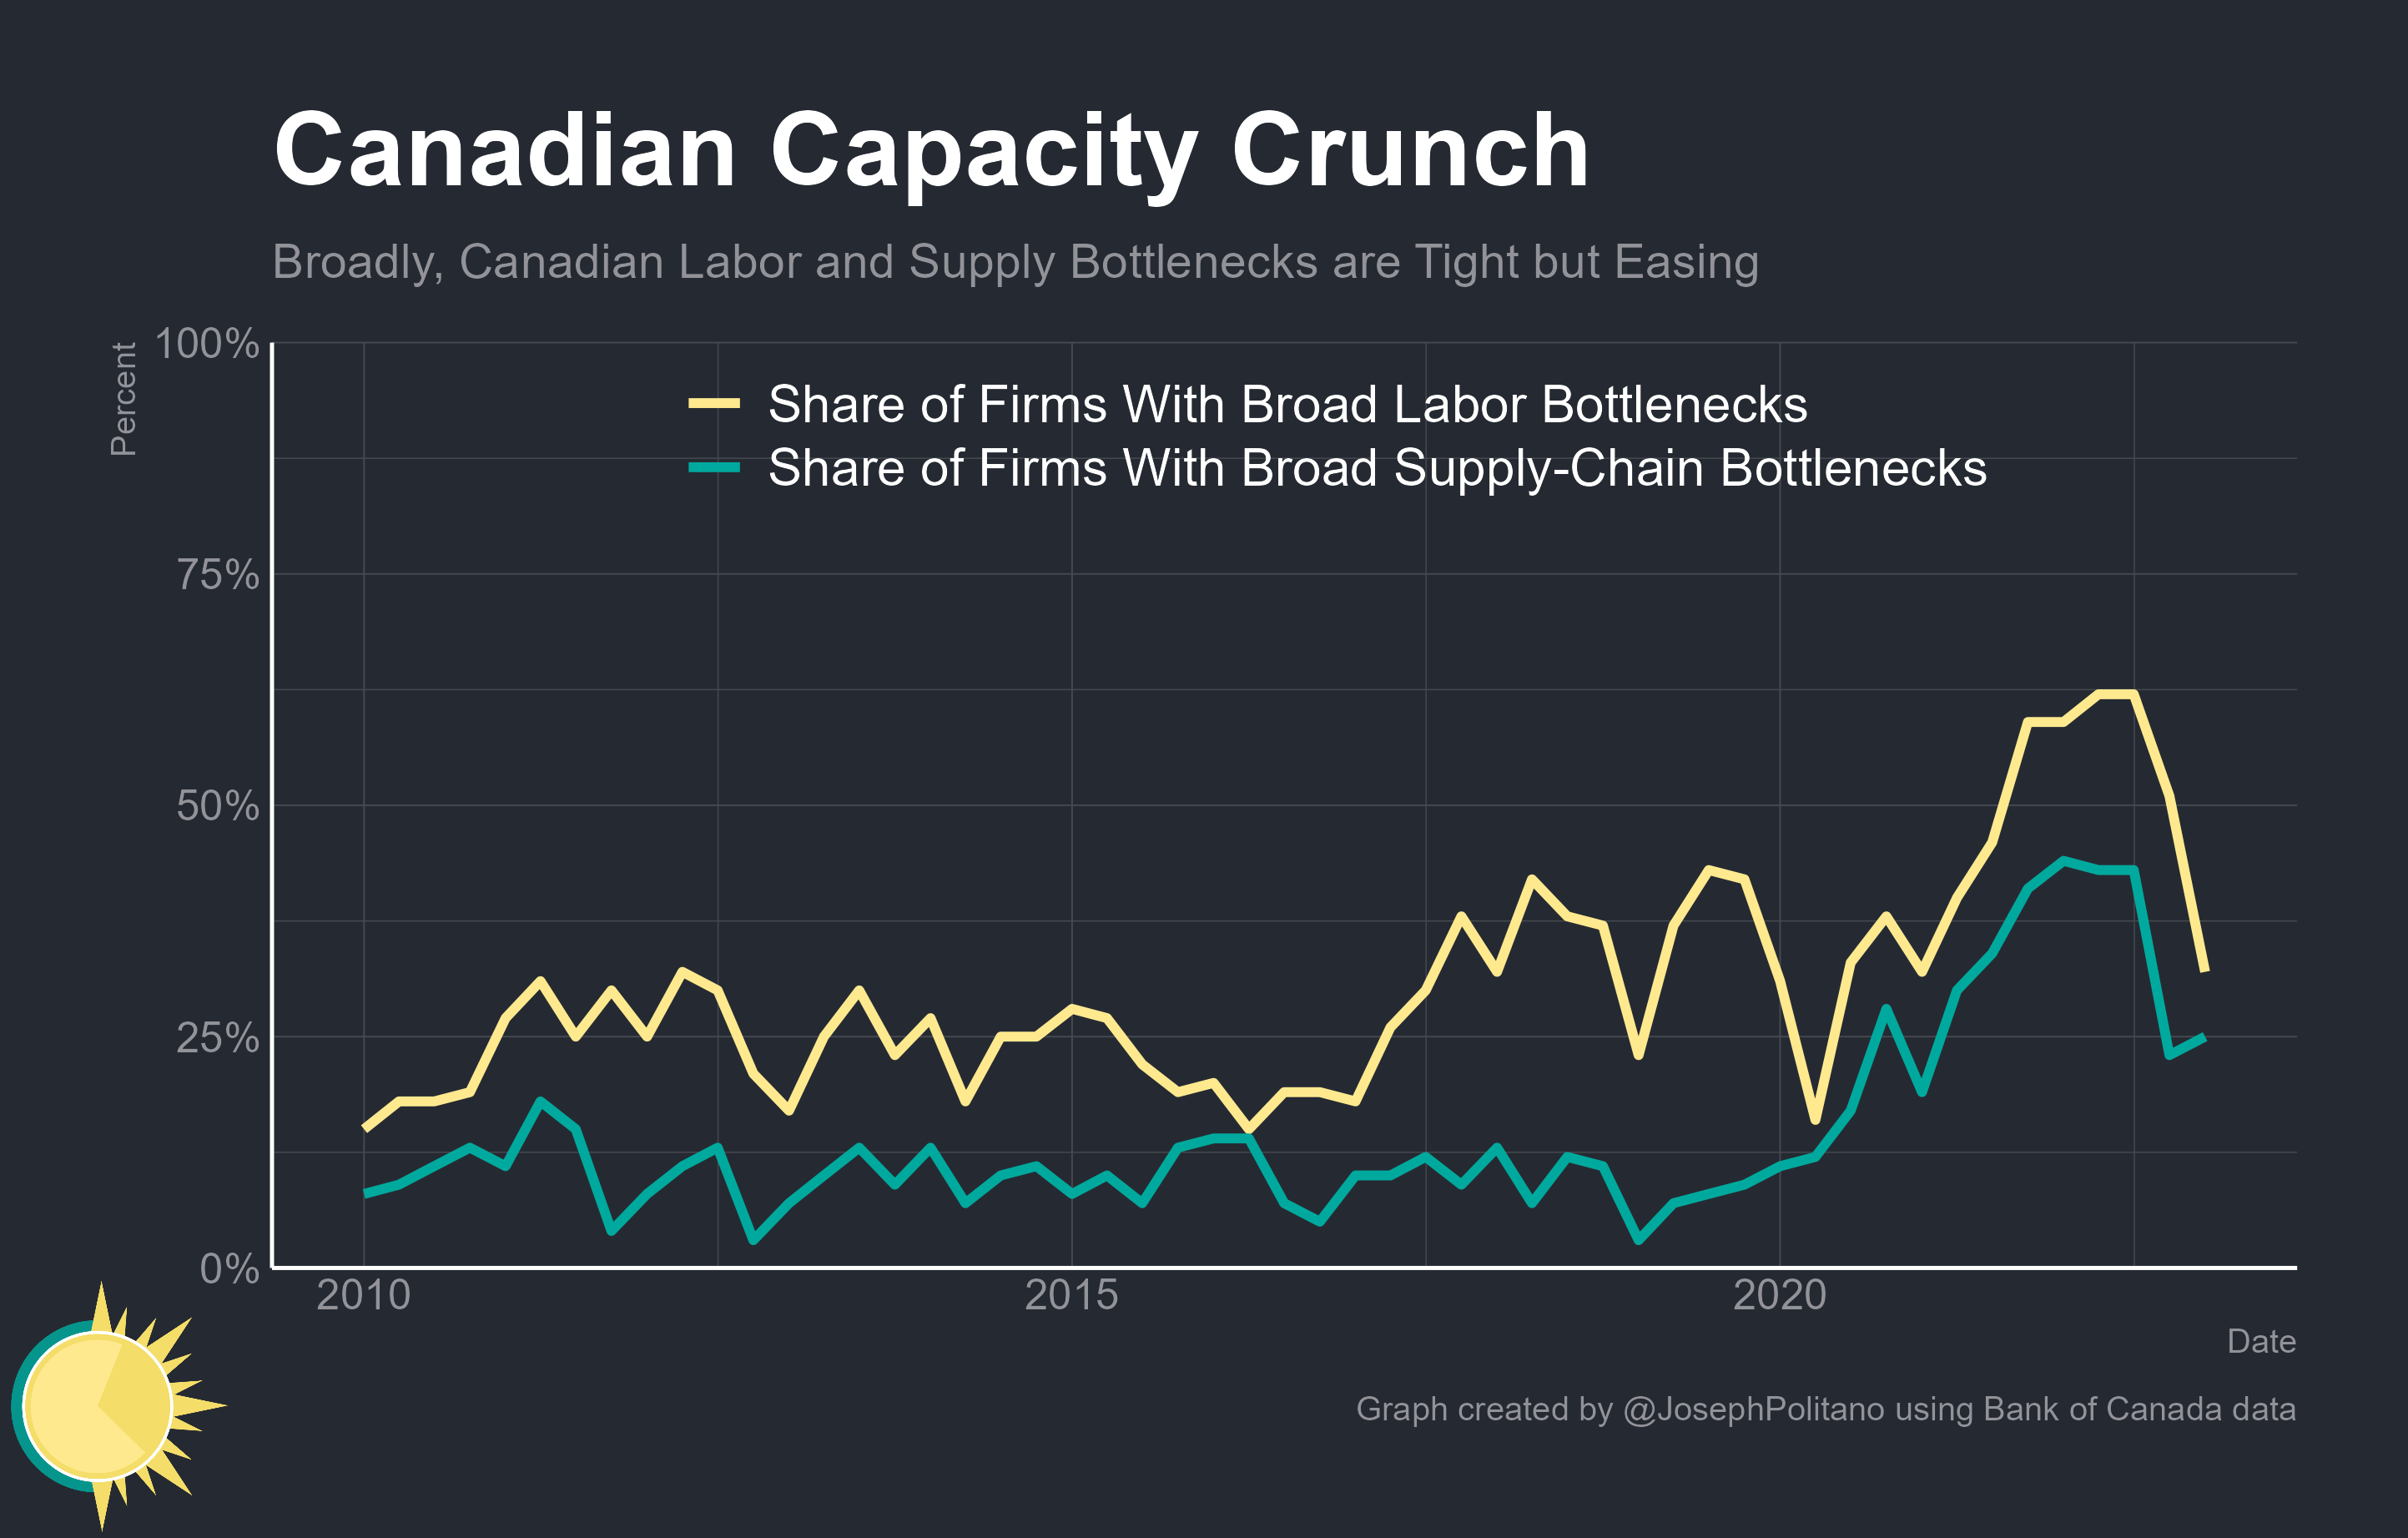 Canadian Capacity Crunch
Broadly, Canadian Labor and Supply Bottlenecks are Tight but Easing
Percent
100%
Share of Firms With Broad Labor Bottlenecks
Share of Firms With Broad Supply-Chain Bottlenecks
75%
50%
25%
0%
2010
2015
2020
Date
Graph created by @JosephPolitano using Bank of Canada data